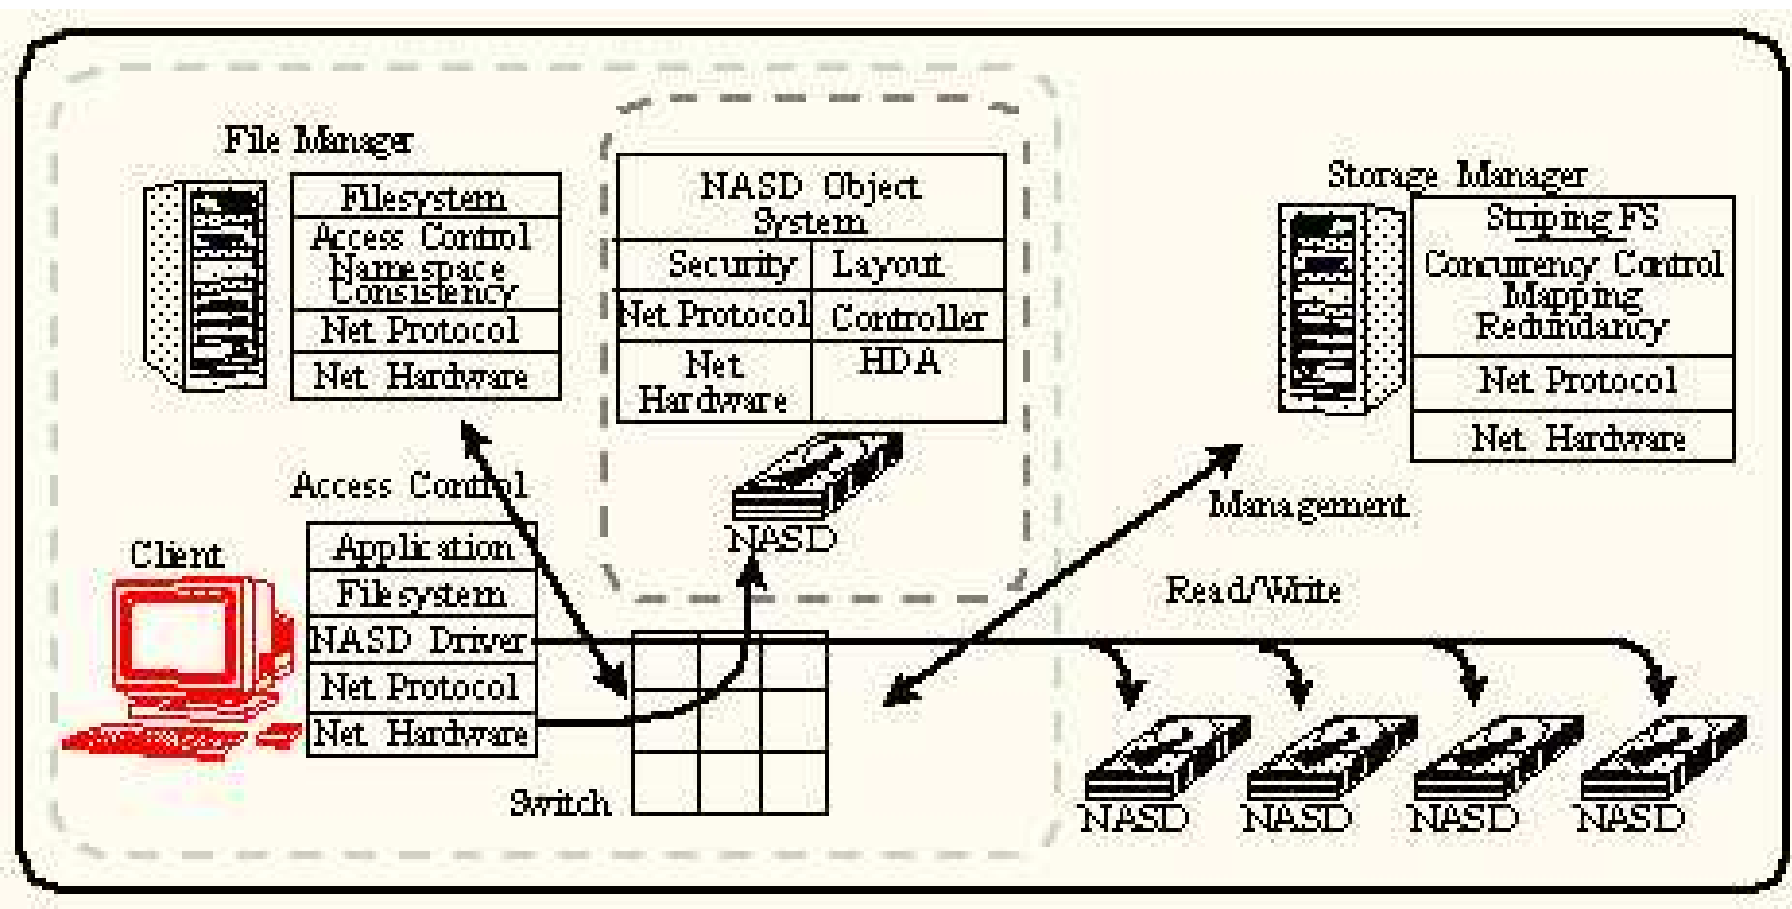 File Manager
Filesystem
Access Control
Namespace
Consistency
Net Protocol
Net Hardware
NASD Object
System
Security Layout
Net Protocol Controller
Net HDA
Hardware
NASD
Storage Manager
Striping FS
Concurrency Control
Mapping
Redundancy
Net Protocol
Net Hardware
Access Control
Management
Client
Application
Filesystem
NASD Driver
Net Protocol
Net Hardware
Read/Write
Switch
NASD NASD NASD NASD